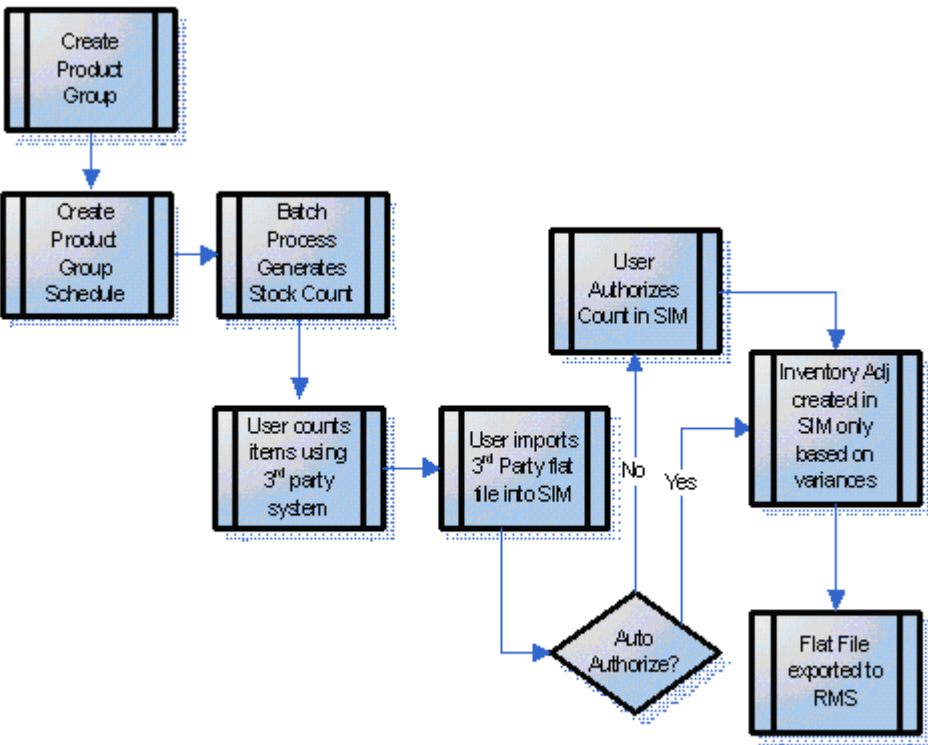 Create
Product
Group
Create
Product
Group
Schedule
Batch
Process
Generates
Stock Count
User counts
items using
3rd party
system
User imports
3rd Party flat
file into SIM
Auto
Authorize?
No
Yes
User
Authorizes
Count in SIM
Inventory Adj
created in
SIM only
based on
variances
Flat File
exported to
RMS